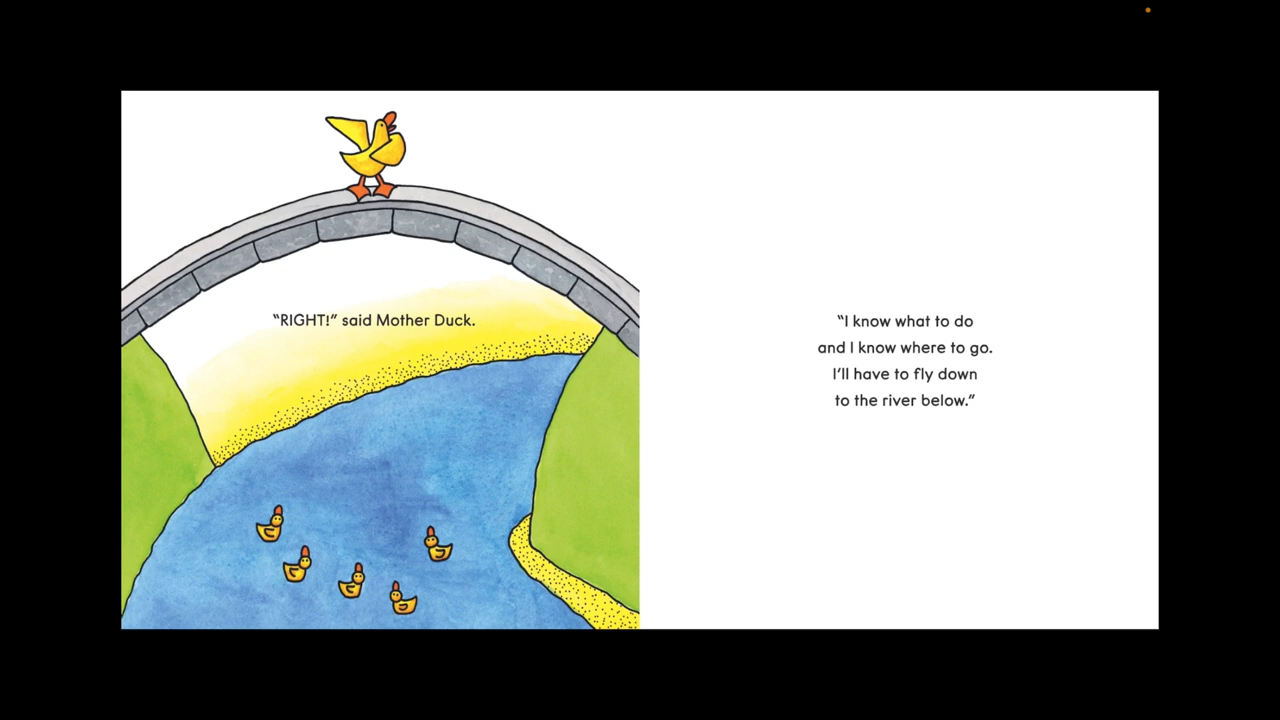 “RIGHT!” said Mother Duck.
“I know what to do
and I know where to go.
I’ll have to fly down
to the river below.”